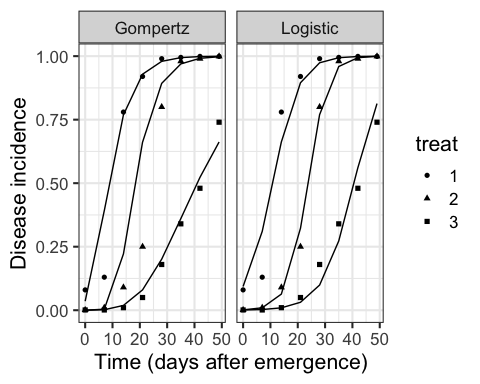 Gompertz Logistic
1.00
0.75
0.50
0.25
0.00
Disease incidence
0 10 20 30 40 50 0 10 20 30 40 50
Time (days after emergence)
treat
1
2
3